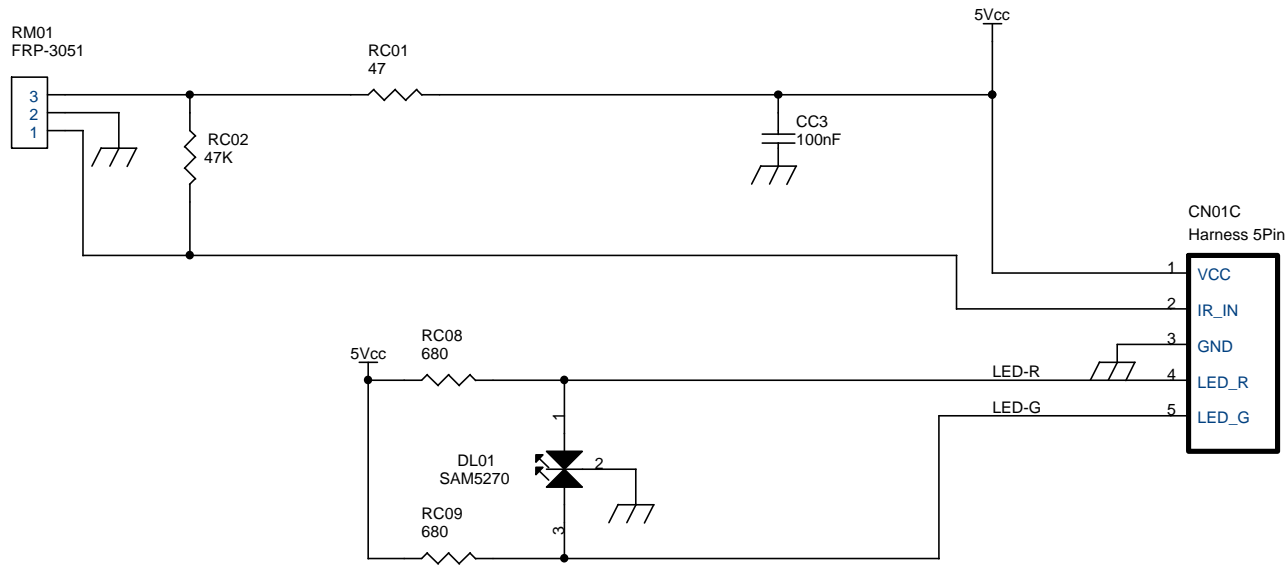 5Vcc
RM01
FRP-3051
RC01
47
3
2
1
CC3
100nF
RC02
47K
CN01C
Harness 5Pin
1 VCC
2 IR_IN
3 GND
4 LED_R
5 LED_G
RC08
680
5Vcc
LED-R
LED-G
1
DL01
SAM5270
2
3
RC09
680